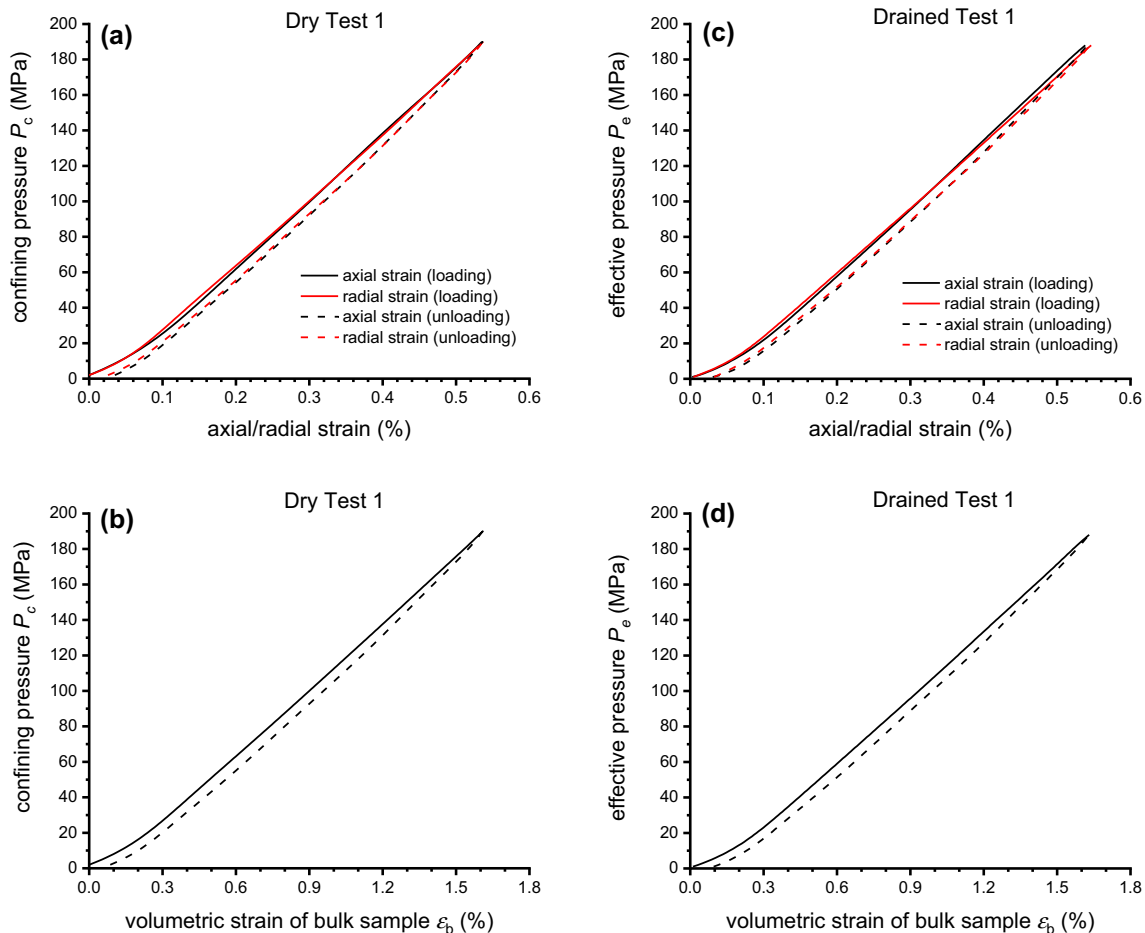 Dry Test 1
(a)
200
180
160
140
120
100
80
60
40
20
0
confining pressure P_c (MPa)
axial strain (loading)
radial strain (loading)
axial strain (unloading)
radial strain (unloading)
0.0 0.1 0.2 0.3 0.4 0.5 0.6
axial/radial strain (%)
Drained Test 1
(c)
200
180
160
140
120
100
80
60
40
20
0
effective pressure P_e (MPa)
axial strain (loading)
radial strain (loading)
axial strain (unloading)
radial strain (unloading)
0.0 0.1 0.2 0.3 0.4 0.5 0.6
axial/radial strain (%)
Dry Test 1
(b)
200
180
160
140
120
100
80
60
40
20
0
confining pressure P_c (MPa)
0.0 0.3 0.6 0.9 1.2 1.5 1.8
volumetric strain of bulk sample ε_b (%)
Drained Test 1
(d)
200
180
160
140
120
100
80
60
40
20
0
effective pressure P_e (MPa)
0.0 0.3 0.6 0.9 1.2 1.5 1.8
volumetric strain of bulk sample ε_b (%)